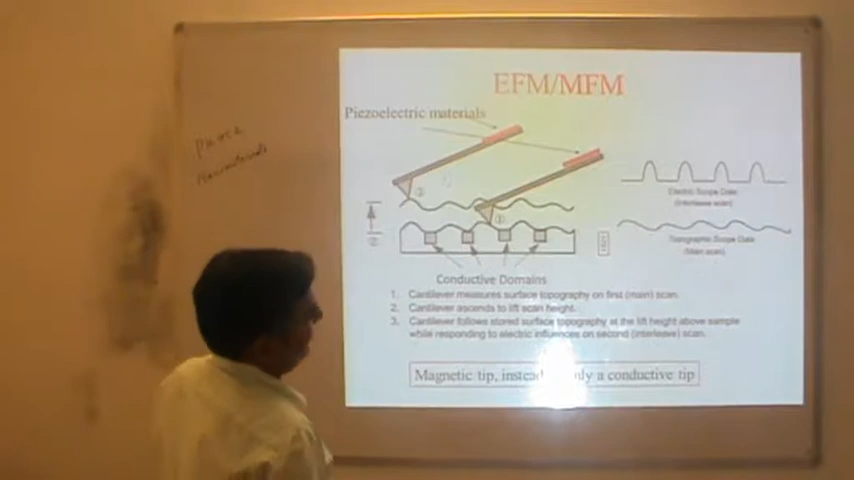 EFM/MFM
Piezoelectric materials
③
①
②
Electric Scope Data
(Interleave scan)
Topographic Scope Data
(Main scan)
Conductive Domains
1. Cantilever measures surface topography on first (main) scan.
2. Cantilever ascends to lift scan height.
3. Cantilever follows stored surface topography at the lift height above sample
while responding to electric influences on second (interleave) scan.
Magnetic tip, instead only a conductive tip